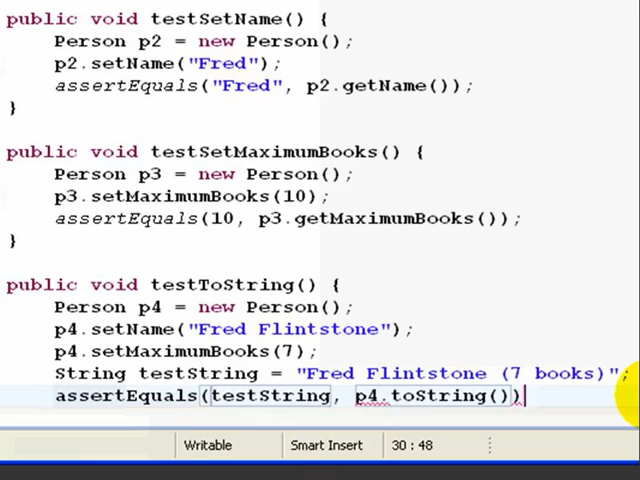 public void testSetName() {
Person p2 = new Person();
p2.setName("Fred");
assertEquals("Fred", p2.getName());
}
public void testSetMaximumBooks() {
Person p3 = new Person();
p3.setMaximumBooks(10);
assertEquals(10, p3.getMaximumBooks());
}
public void testToString() {
Person p4 = new Person();
p4.setName("Fred Flintstone");
p4.setMaximumBooks(7);
String testString = "Fred Flintstone (7 books)";
assertEquals(testString, p4.toString())
Writable Smart Insert 30 : 48